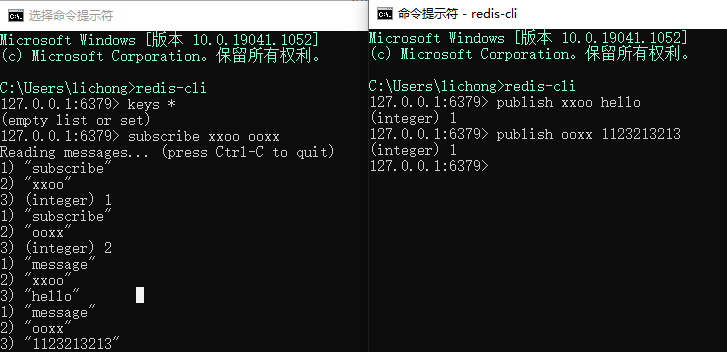 选择命令提示符
Microsoft Windows [版本 10.0.19041.1052]
(c) Microsoft Corporation。保留所有权利。
C:\Users\lichong>redis-cli
127.0.0.1:6379> keys *
(empty list or set)
127.0.0.1:6379> subscribe xxoo ooxx
Reading messages... (press Ctrl-C to quit)
1) "subscribe"
2) "xxoo"
3) (integer) 1
1) "subscribe"
2) "ooxx"
3) (integer) 2
1) "message"
2) "xxoo"
3) "hello"
1) "message"
2) "ooxx"
3) "1123213213"
命令提示符 - redis-cli
Microsoft Windows [版本 10.0.19041.1052]
(c) Microsoft Corporation。保留所有权利。
C:\Users\lichong>redis-cli
127.0.0.1:6379> publish xxoo hello
(integer) 1
127.0.0.1:6379> publish ooxx 1123213213
(integer) 1
127.0.0.1:6379>